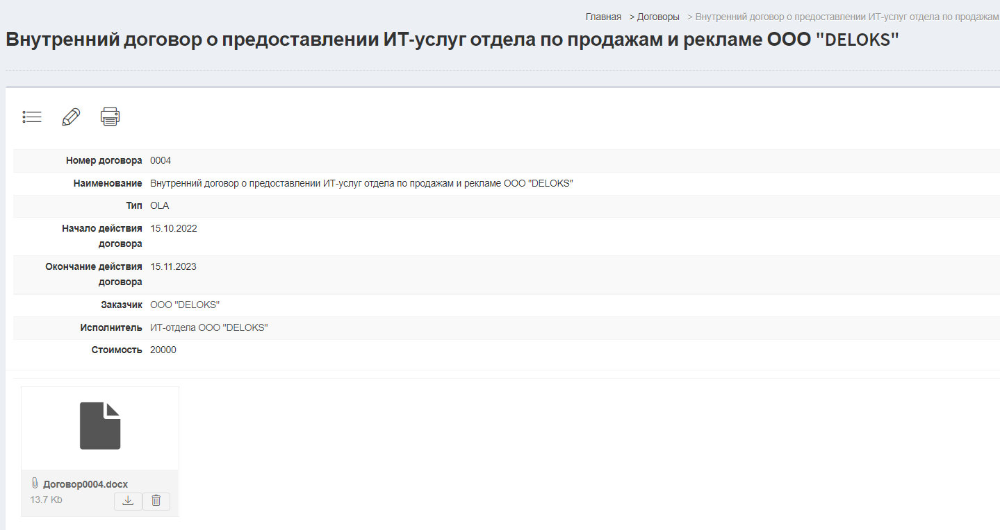 Главная > Договоры > Внутренний договор о предоставлении ИТ-услуг отдела по продажам
Внутренний договор о предоставлении ИТ-услуг отдела по продажам и рекламе ООО "DELOKS"
Номер договора 0004
Наименование Внутренний договор о предоставлении ИТ-услуг отдела по продажам и рекламе ООО "DELOKS"
Тип OLA
Начало действия 15.10.2022
договора
Окончание действия 15.11.2023
договора
Заказчик ООО "DELOKS"
Исполнитель ИТ-отдела ООО "DELOKS"
Стоимость 20000
Договор0004.docx
13.7 Kb